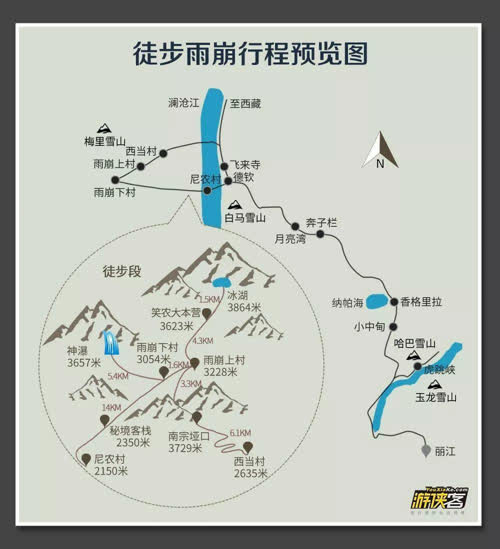 徒步雨崩行程预览图
澜沧江
至西藏
梅里雪山
西当村
雨崩上村
雨崩下村
飞来寺
德钦
尼农村
白马雪山
N
奔子栏
月亮湾
徒步段
纳帕海
香格里拉
小中甸
哈巴雪山
虎跳峡
玉龙雪山
丽江
冰湖
3864米
1.5KM
笑农大本营
3623米
4.3KM
神瀑
3657米
雨崩下村
3054米
1.6KM
雨崩上村
3228米
5.4KM
3.3KM
14KM
秘境客栈
2350米
南宗垭口
3729米
6.1KM
尼农村
2150米
西当村
2635米
YouXiaKe.com
游侠客